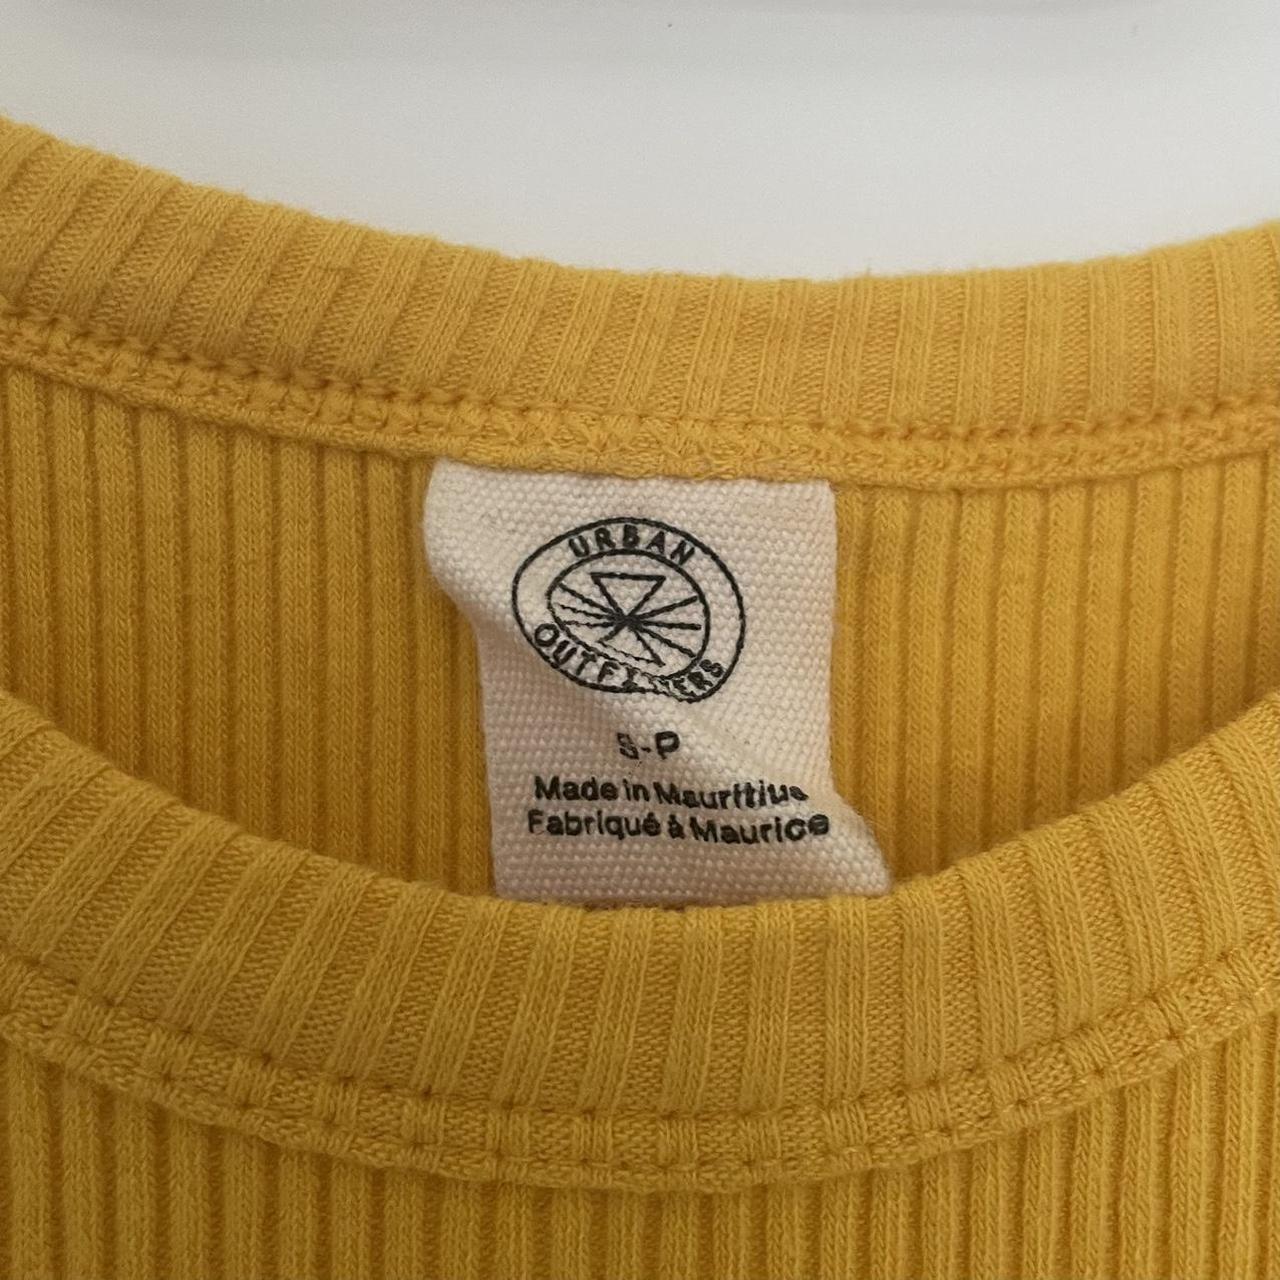 URBAN
OUTFITTERS
S-P
Made in Mauritius
Fabriqué à Maurice